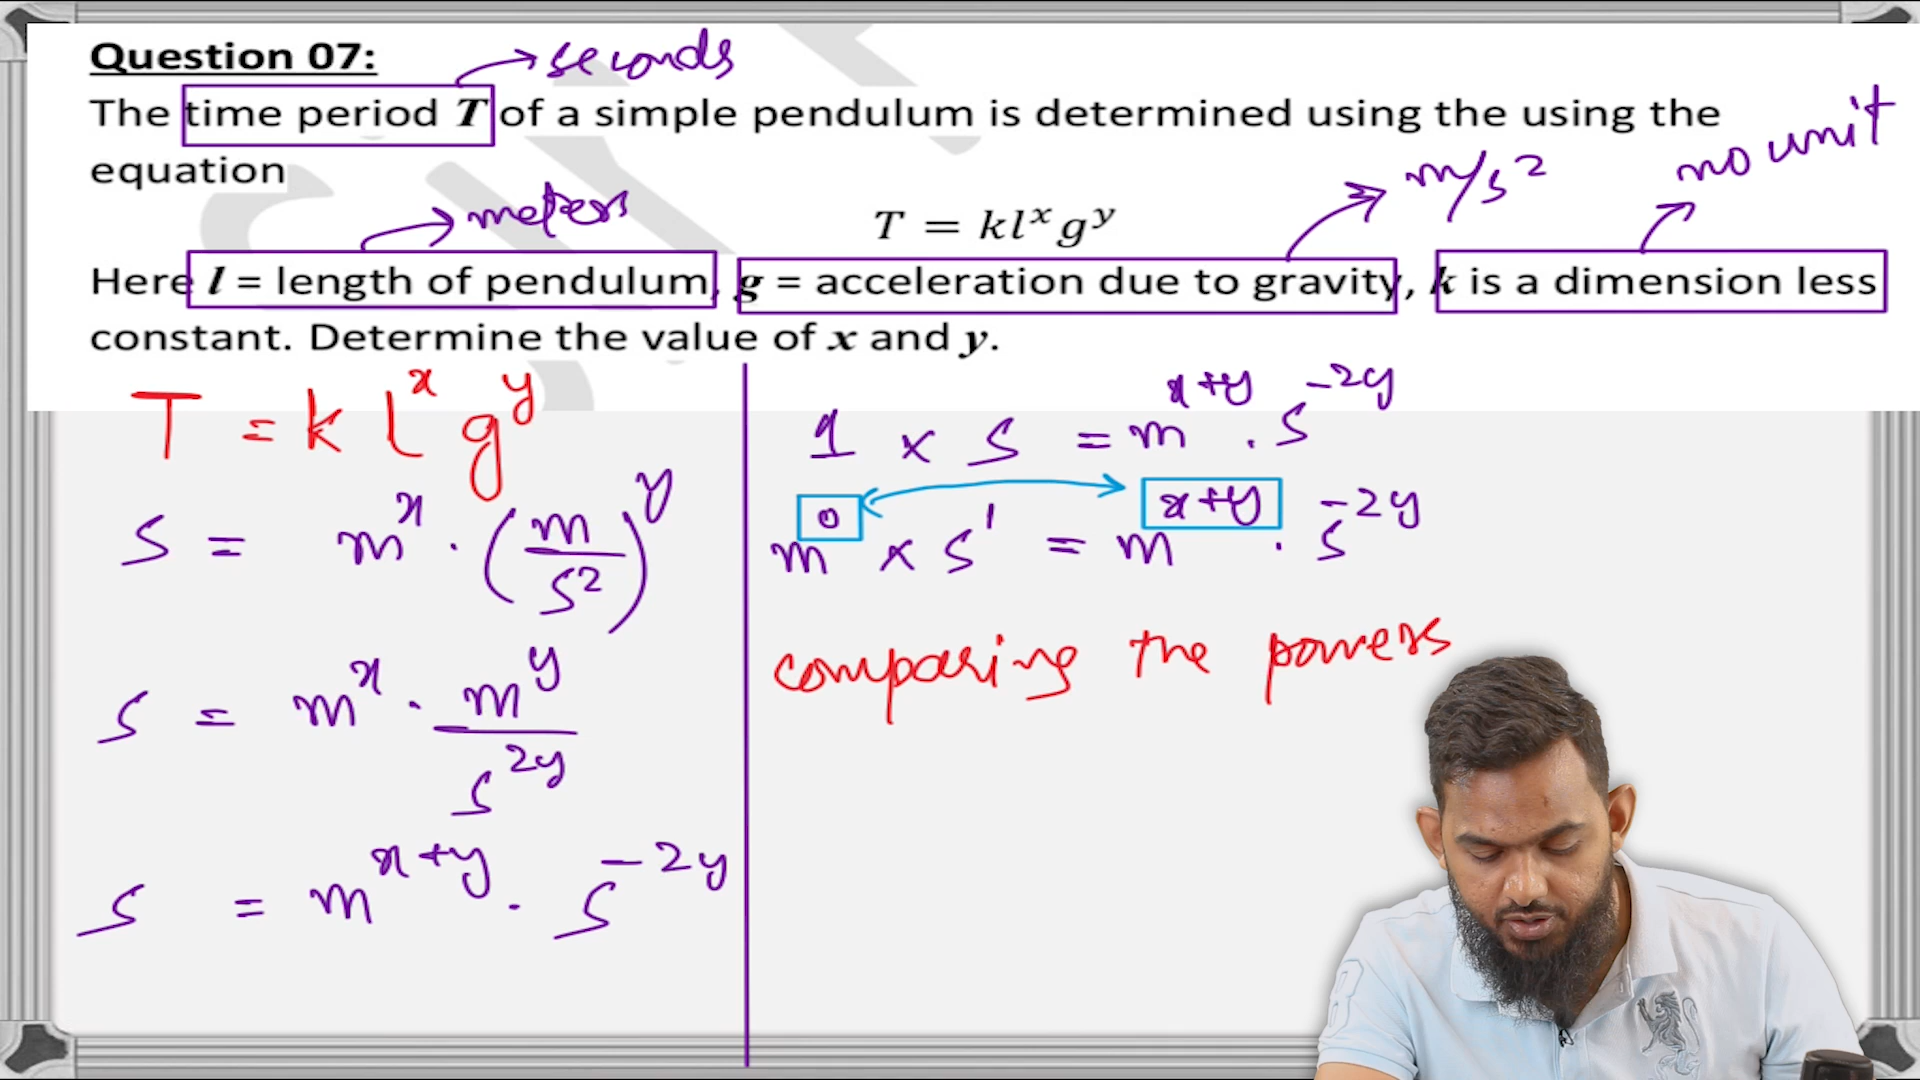 Question 07:
seconds
The time period T of a simple pendulum is determined using the using the
equation
meters
T = kl^x g^y
m/s²
no unit
Here l = length of pendulum, g = acceleration due to gravity, k is a dimension less
constant. Determine the value of x and y.
T = k l^x g^y
s = m^x · (m/s²)^y
s = m^x · m^y/s^2y
s = m^x+y · s^-2y
1 × s = m^x+y · s^-2y
m^0 × s^1 = m^x+y · s^-2y
comparing the powers